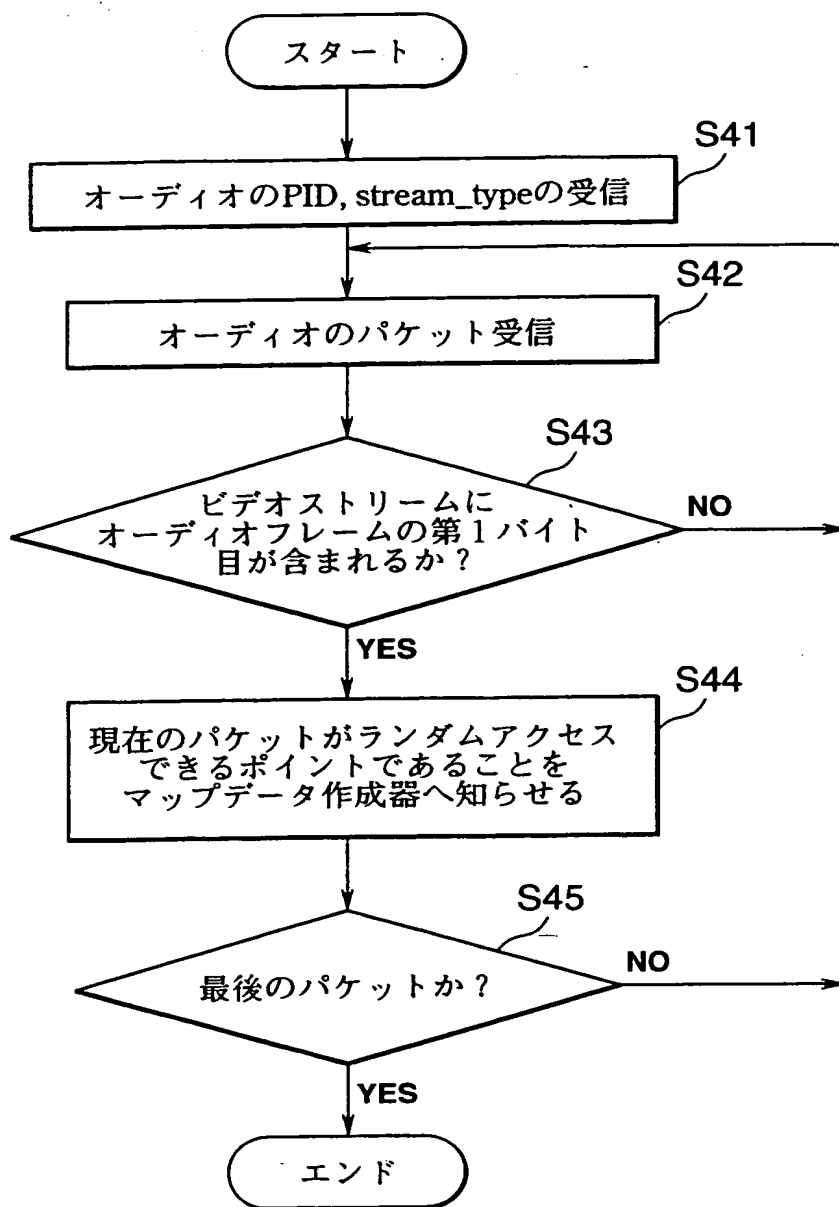 スタート
S41
オーディオのPID, stream_typeの受信
S42
オーディオのパケット受信
S43
ビデオストリームに
オーディオフレームの第1バイト
目が含まれるか?
NO
YES
S44
現在のパケットがランダムアクセス
できるポイントであることを
マップデータ作成器へ知らせる
S45
最後のパケットか?
NO
YES
エンド